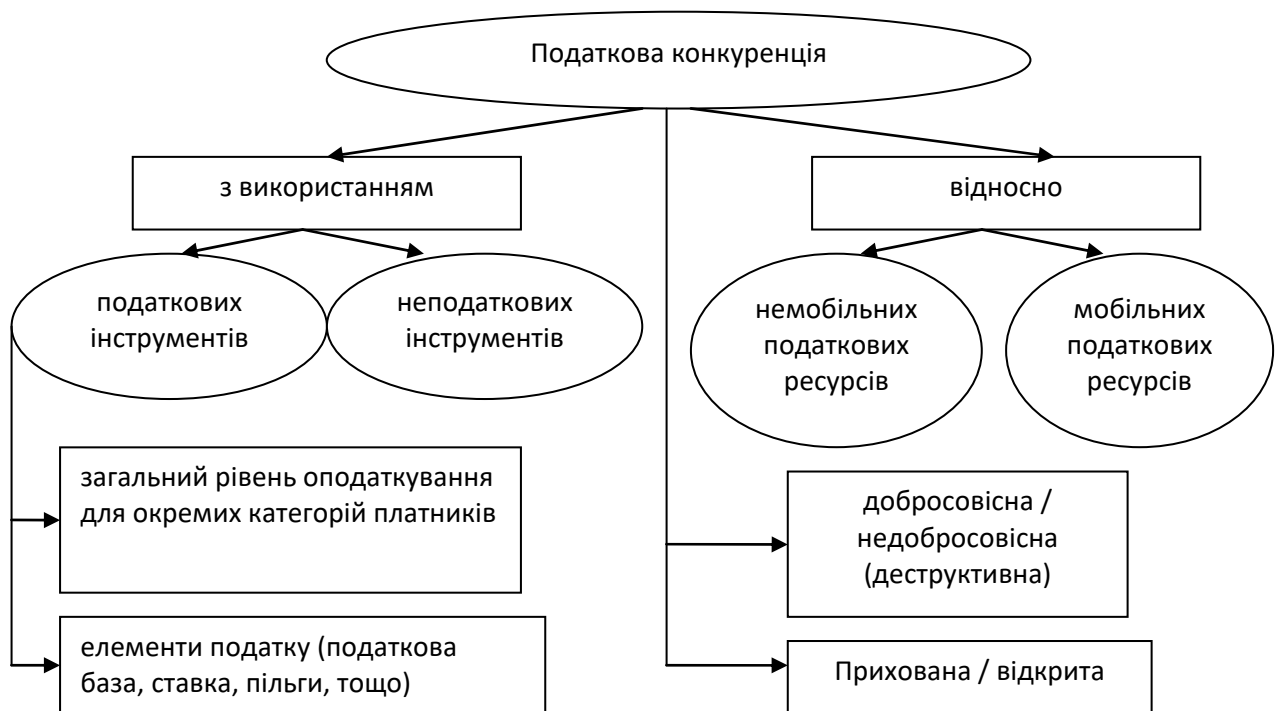 Податкова конкуренція
з використанням
відносно
податкових
інструментів
неподаткових
інструментів
немобільних
податкових
ресурсів
мобільних
податкових
ресурсів
загальний рівень оподаткування
для окремих категорій платників
добросовісна /
недобросовісна
(деструктивна)
елементи податку (податкова
база, ставка, пільги, тощо)
Прихована / відкрита